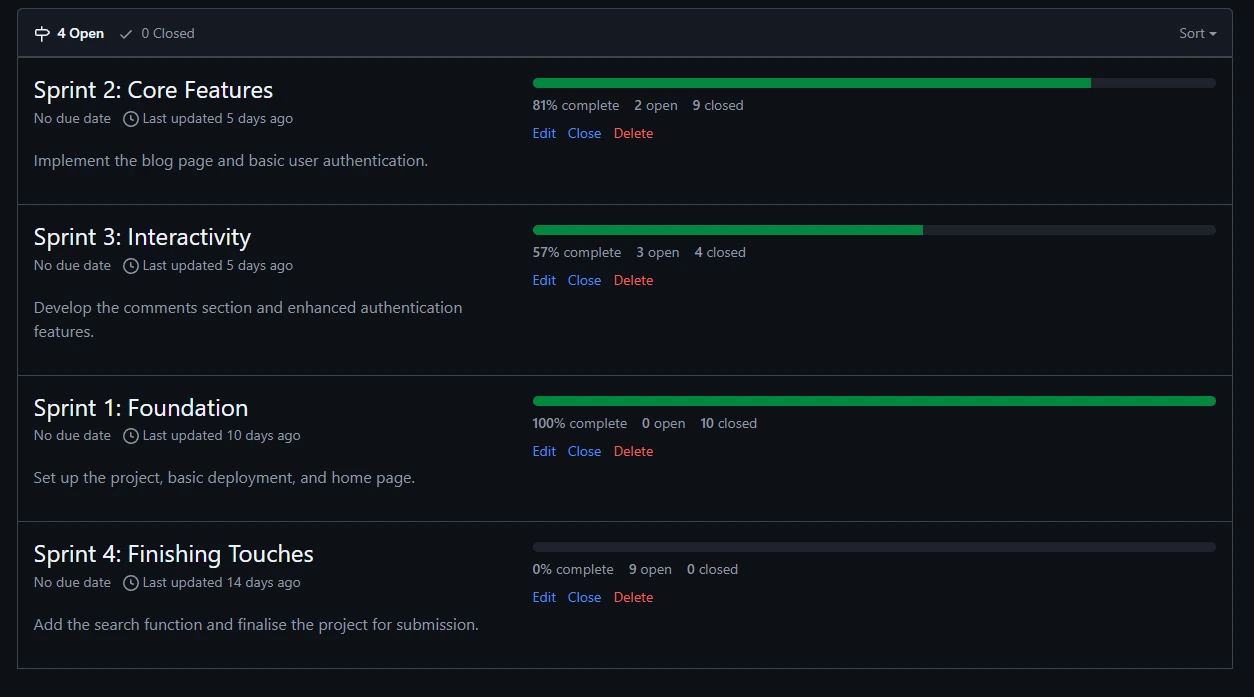 4 Open 0 Closed Sort
Sprint 2: Core Features
No due date Last updated 5 days ago
Implement the blog page and basic user authentication.
81% complete 2 open 9 closed
Edit Close Delete
Sprint 3: Interactivity
No due date Last updated 5 days ago
Develop the comments section and enhanced authentication
features.
57% complete 3 open 4 closed
Edit Close Delete
Sprint 1: Foundation
No due date Last updated 10 days ago
Set up the project, basic deployment, and home page.
100% complete 0 open 10 closed
Edit Close Delete
Sprint 4: Finishing Touches
No due date Last updated 14 days ago
Add the search function and finalise the project for submission.
0% complete 9 open 0 closed
Edit Close Delete